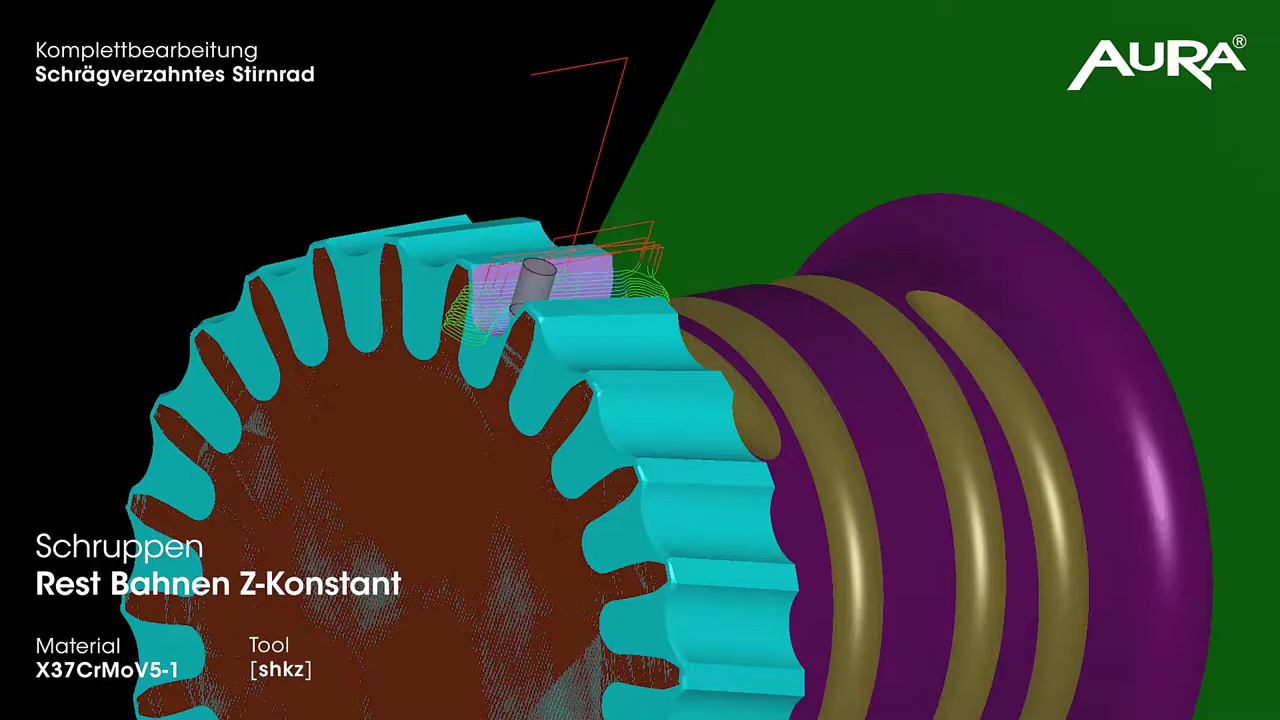 Komplettbearbeitung
Schrägverzahntes Stirnrad
AURA®
Schruppen
Rest Bahnen Z-Konstant
Material
X37CrMoV5-1
Tool
[shkz]